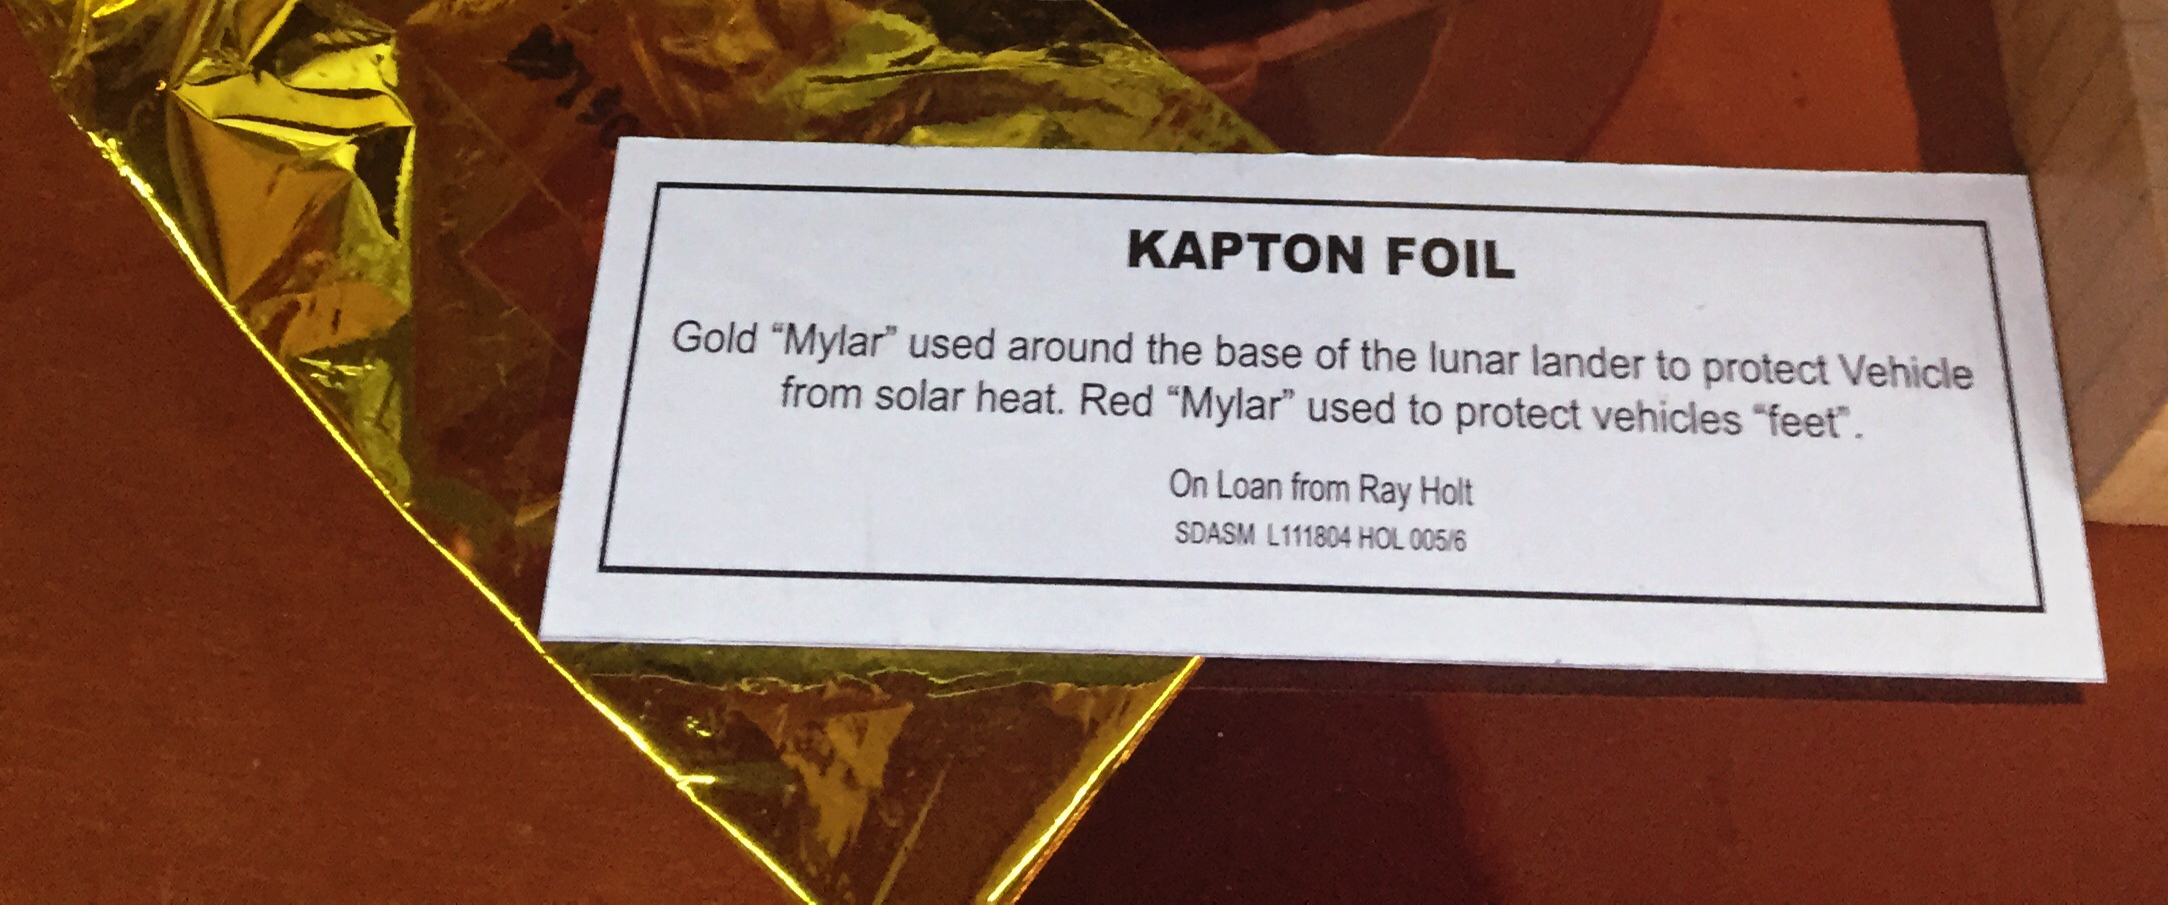 KAPTON FOIL
Gold “Mylar” used around the base of the lunar lander to protect Vehicle
from solar heat. Red “Mylar” used to protect vehicles “feet”.
On Loan from Ray Holt
SDASM L111804 HOL 005/6